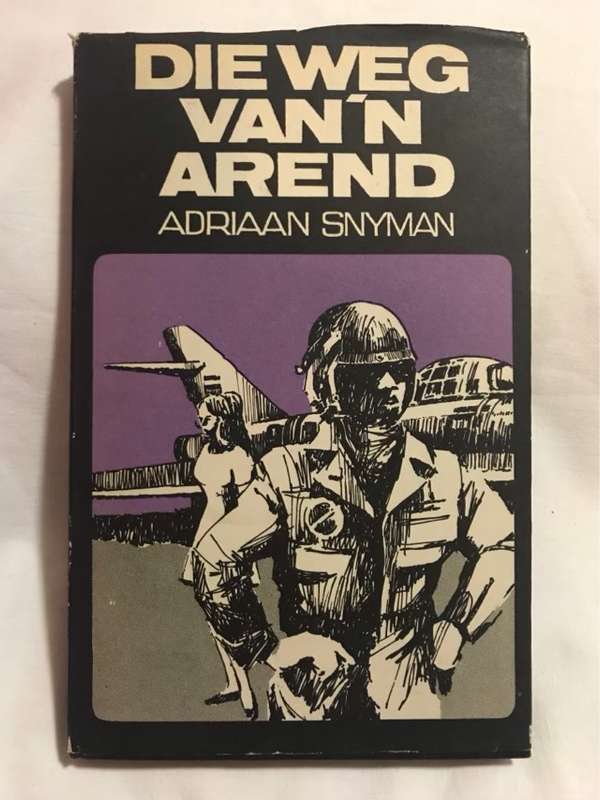 DIE WEG
VAN ´N
AREND
ADRIAAN SNYMAN